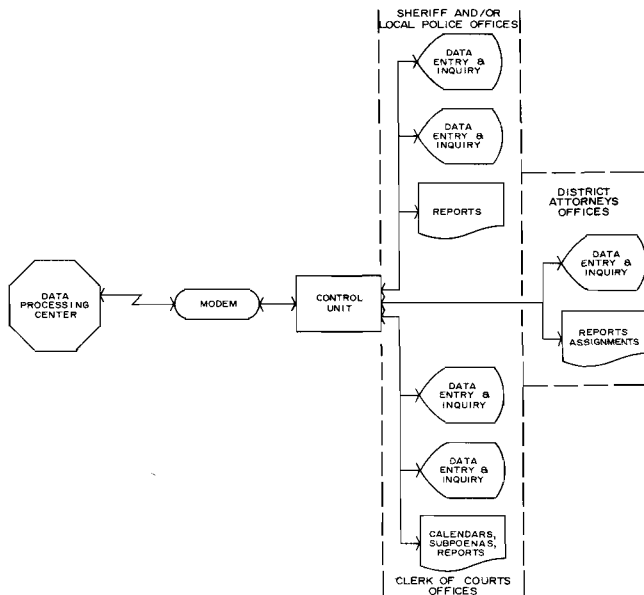 SHERIFF AND/OR
LOCAL POLICE OFFICES
DATA
ENTRY &
INQUIRY
DATA
ENTRY &
INQUIRY
REPORTS
DISTRICT
ATTORNEYS
OFFICES
DATA
ENTRY &
INQUIRY
REPORTS
ASSIGNMENTS
DATA
PROCESSING
CENTER
MODEM
CONTROL
UNIT
DATA
ENTRY &
INQUIRY
DATA
ENTRY &
INQUIRY
CALENDARS,
SUBPOENAS,
REPORTS
CLERK OF COURTS
OFFICES